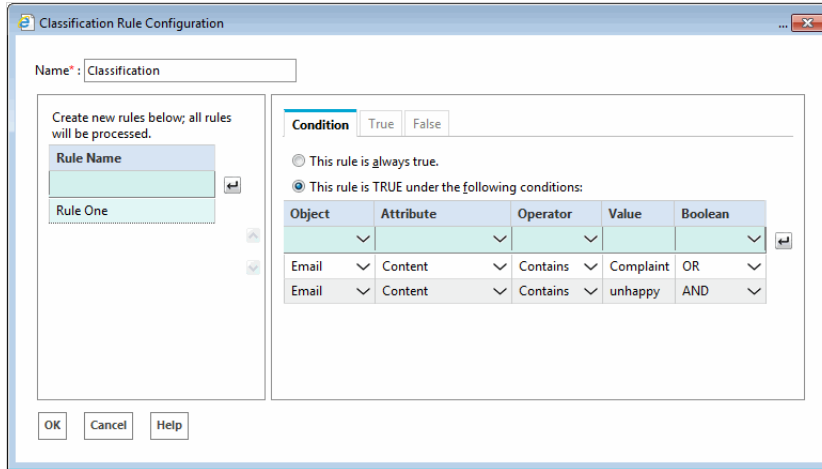 Classification Rule Configuration
...
Name* : Classification
Create new rules below; all rules
will be processed.
Rule Name
Rule One
Condition True False
This rule is always true.
This rule is TRUE under the following conditions:
Object Attribute Operator Value Boolean
Email Content Contains Complaint OR
Email Content Contains unhappy AND
OK Cancel Help